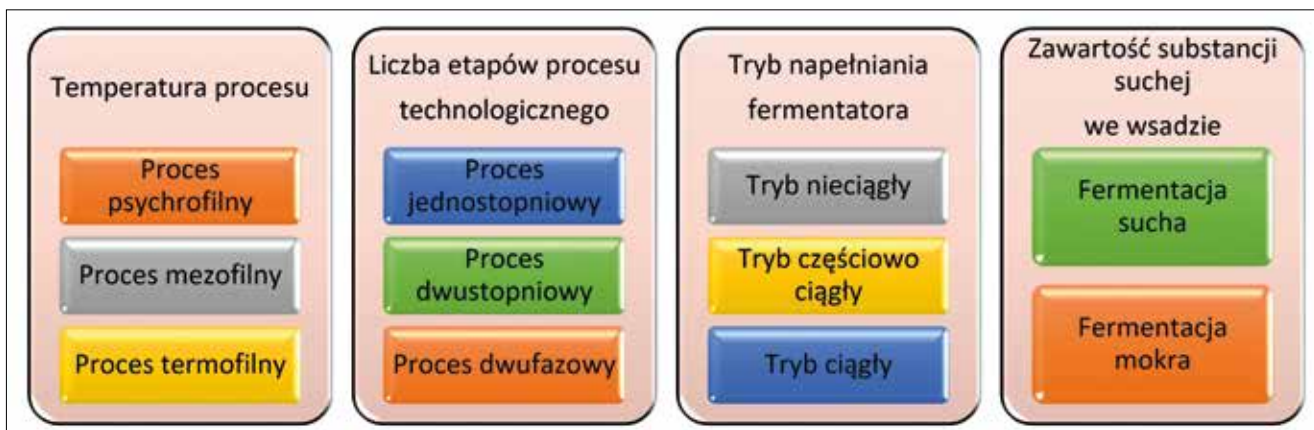 Temperatura procesu
Proces
psychrofilny
Proces mezofilny
Proces termofilny
Liczba etapów procesu
technologicznego
Proces
jednostopniowy
Proces
dwustopniowy
Proces dwufazowy
Tryb napełniania
fermentatora
Tryb nieciągły
Tryb częściowo
ciągły
Tryb ciągły
Zawartość substancji
suchej
we wsadzie
Fermentacja
sucha
Fermentacja
mokra